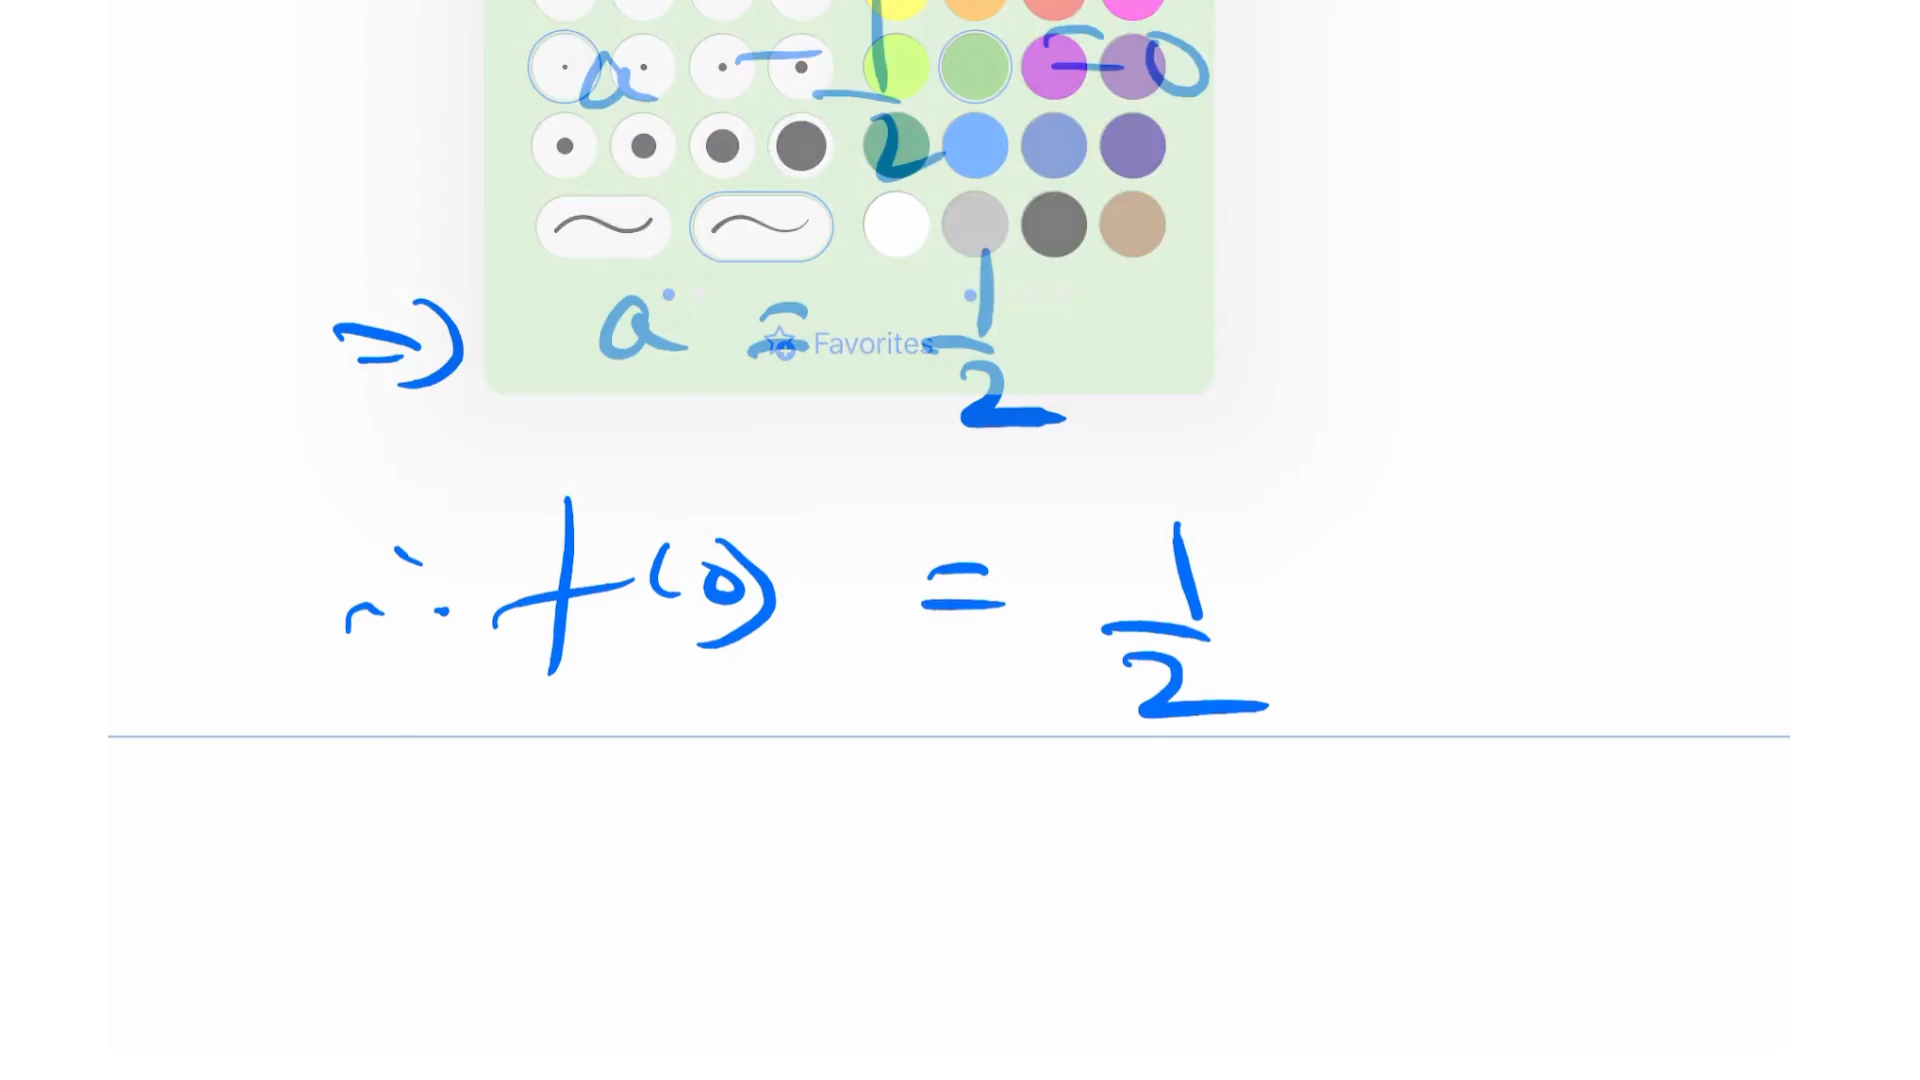 a - 1/2 = 0
⇒ a = 1/2
Favorites
∴ f(0) = 1/2